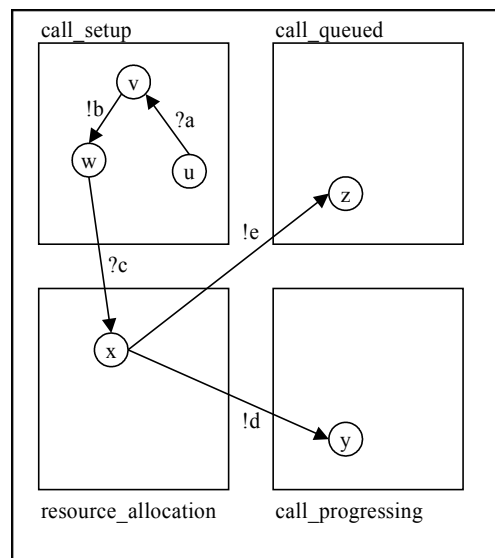 call_setup
call_queued
v
!b
?a
w
u
z
!e
?c
x
!d
y
resource_allocation
call_progressing